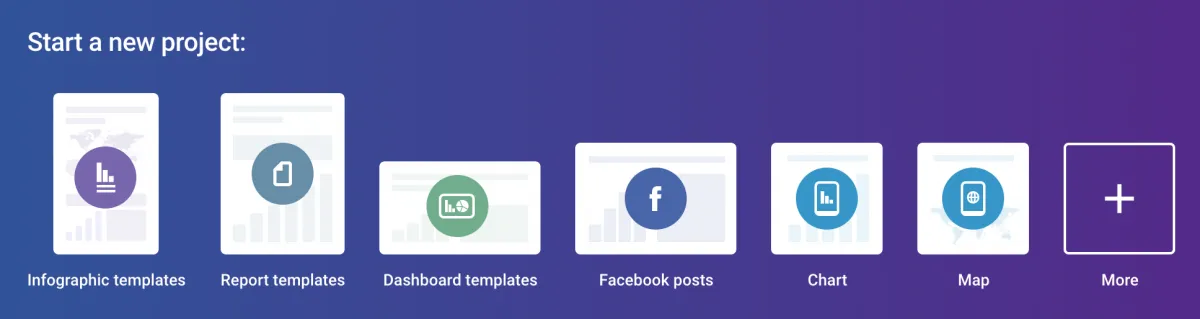 Start a new project:
Infographic templates
Report templates
Dashboard templates
Facebook posts
Chart
Map
More